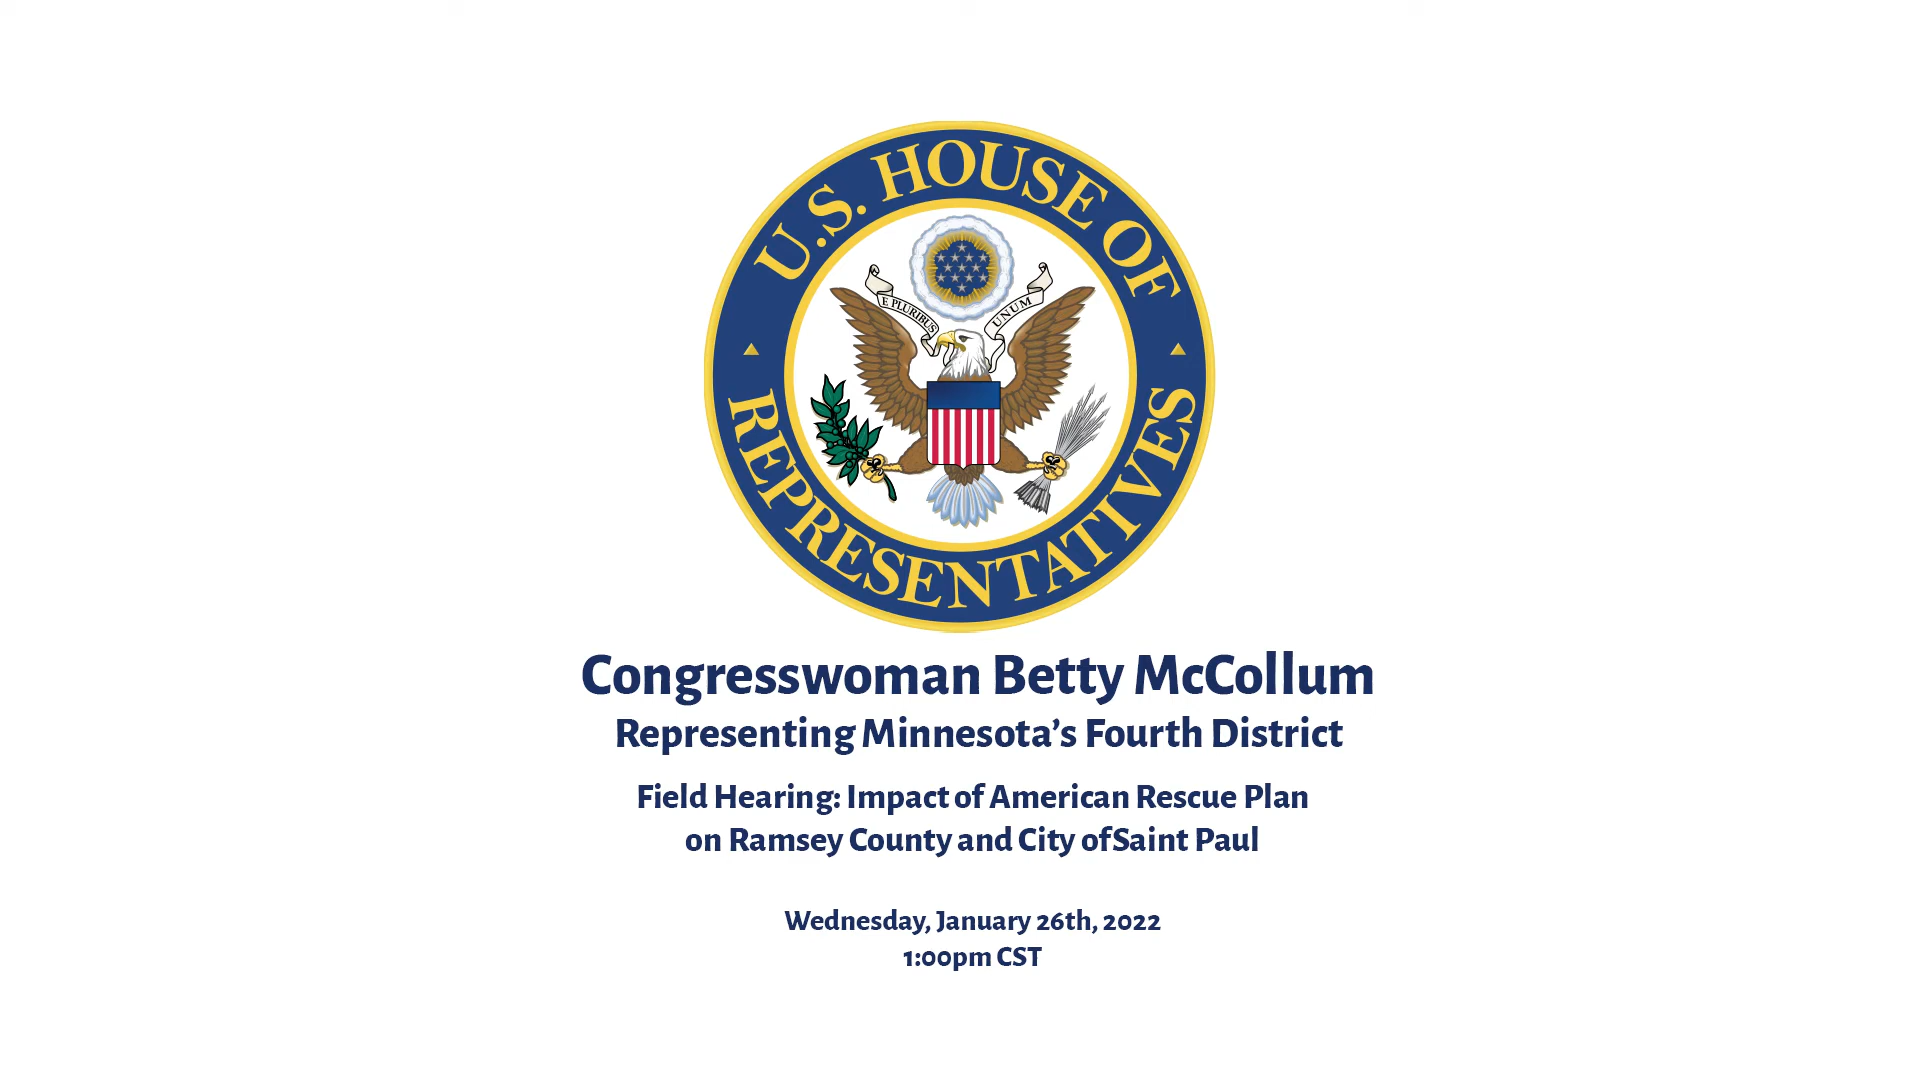 U.S. HOUSE OF
REPRESENTATIVES
E PLURIBUS
UNUM
Congresswoman Betty McCollum
Representing Minnesota’s Fourth District
Field Hearing: Impact of American Rescue Plan
on Ramsey County and City ofSaint Paul
Wednesday, January 26th, 2022
1:00pm CST